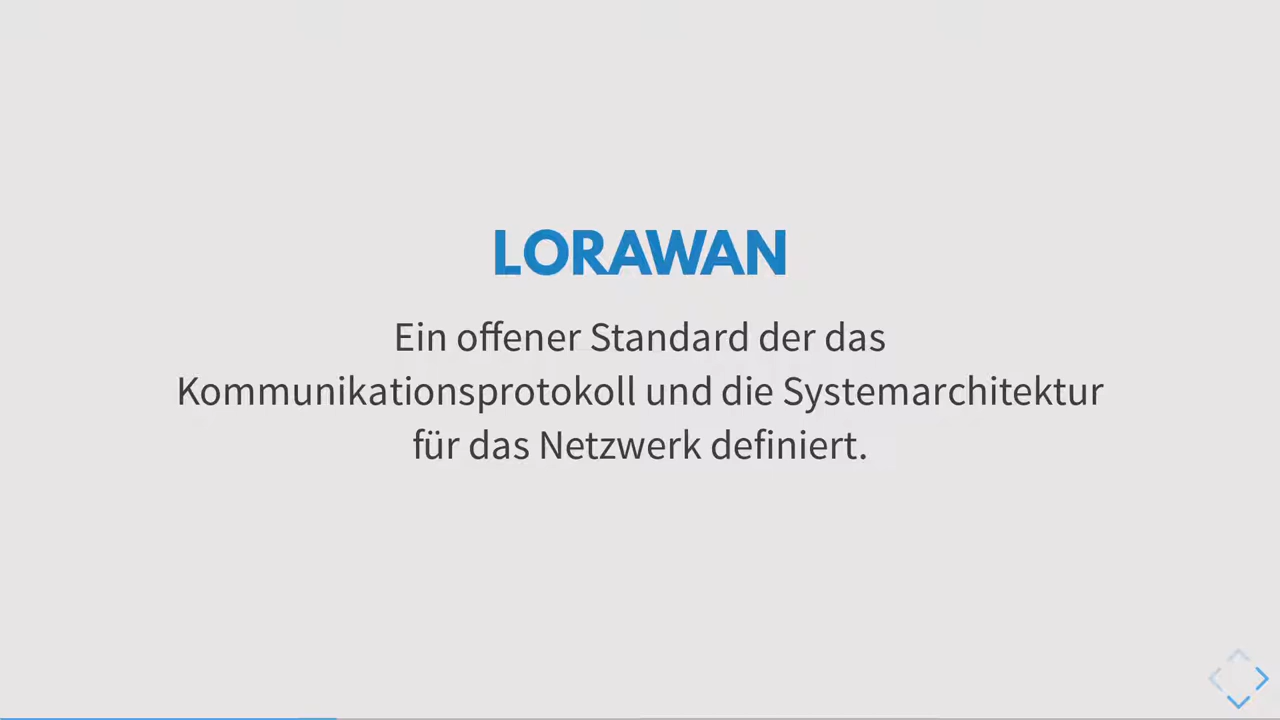 LORAWAN
Ein offener Standard der das
Kommunikationsprotokoll und die Systemarchitektur
für das Netzwerk definiert.